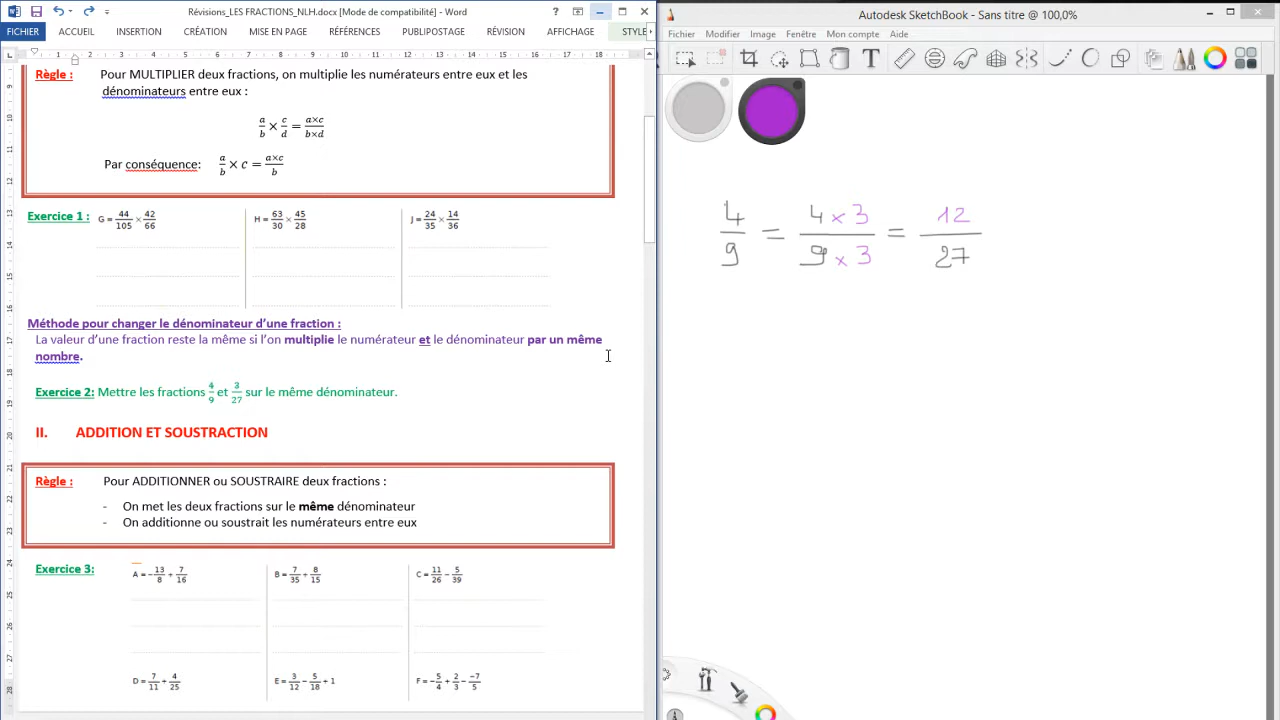 Révisions_LES FRACTIONS_NLH.docx [Mode de compatibilité] - Word
FICHIER ACCUEIL INSERTION CRÉATION MISE EN PAGE RÉFÉRENCES PUBLIPOSTAGE RÉVISION AFFICHAGE STYLE
Règle : Pour MULTIPLIER deux fractions, on multiplie les numérateurs entre eux et les
dénominateurs entre eux :
a/b × c/d = a×c/b×d
Par conséquence: a/b × c = a×c/b
Exercice 1 : G = 44/105 × 42/66 H = 63/30 × 45/28 J = 24/35 × 14/36
Méthode pour changer le dénominateur d'une fraction :
La valeur d'une fraction reste la même si l'on multiplie le numérateur et le dénominateur par un même
nombre.
Exercice 2: Mettre les fractions 4/9 et 3/27 sur le même dénominateur.
II. ADDITION ET SOUSTRACTION
Règle : Pour ADDITIONNER ou SOUSTRAIRE deux fractions :
- On met les deux fractions sur le même dénominateur
- On additionne ou soustrait les numérateurs entre eux
Exercice 3: A = -13/8 + 7/16 B = 7/35 + 8/15 C = 11/26 - 5/39
D = 7/11 + 4/25 E = 3/12 - 5/18 + 1 F = -5/4 + 2/3 - -7/5
Autodesk SketchBook - Sans titre @ 100,0%
Fichier Modifier Image Fenêtre Mon compte Aide
4/9 = 4 × 3/9 × 3 = 12/27